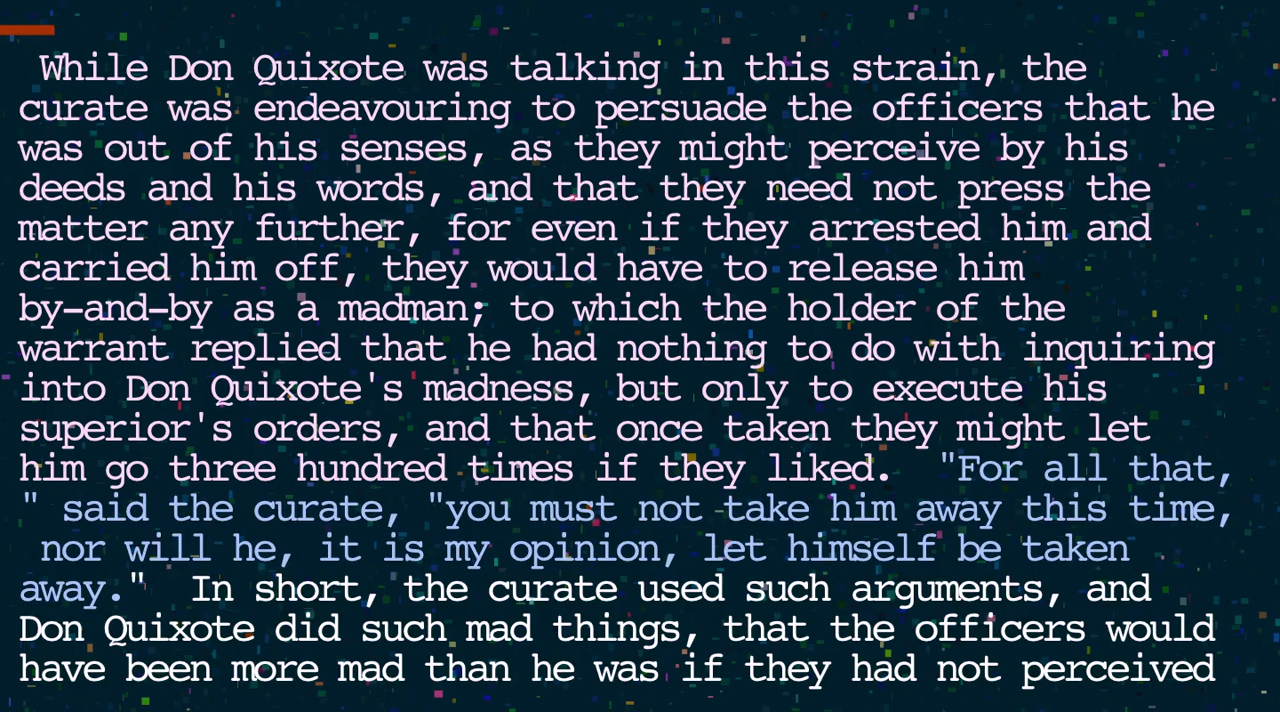 While Don Quixote was talking in this strain, the
curate was endeavouring to persuade the officers that he
was out of his senses, as they might perceive by his
deeds and his words, and that they need not press the
matter any further, for even if they arrested him and
carried him off, they would have to release him
by-and-by as a madman; to which the holder of the
warrant replied that he had nothing to do with inquiring
into Don Quixote's madness, but only to execute his
superior's orders, and that once taken they might let
him go three hundred times if they liked.  "For all that,
" said the curate, "you must not take him away this time,
nor will he, it is my opinion, let himself be taken
away."  In short, the curate used such arguments, and
Don Quixote did such mad things, that the officers would
have been more mad than he was if they had not perceived